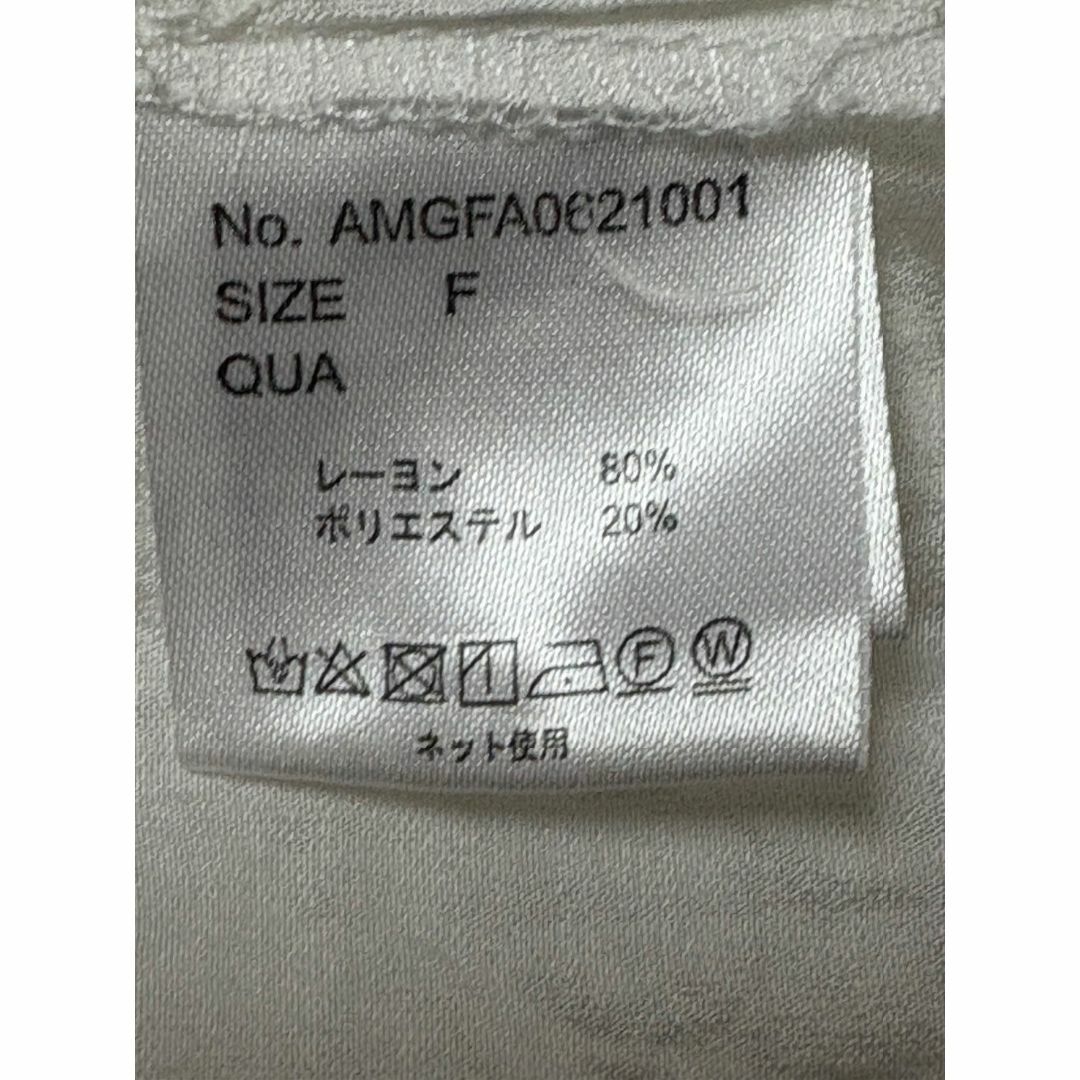 No. AMGFA0621001
SIZE F
QUA
レーヨン 80%
ポリエステル 20%
F W
ネット使用